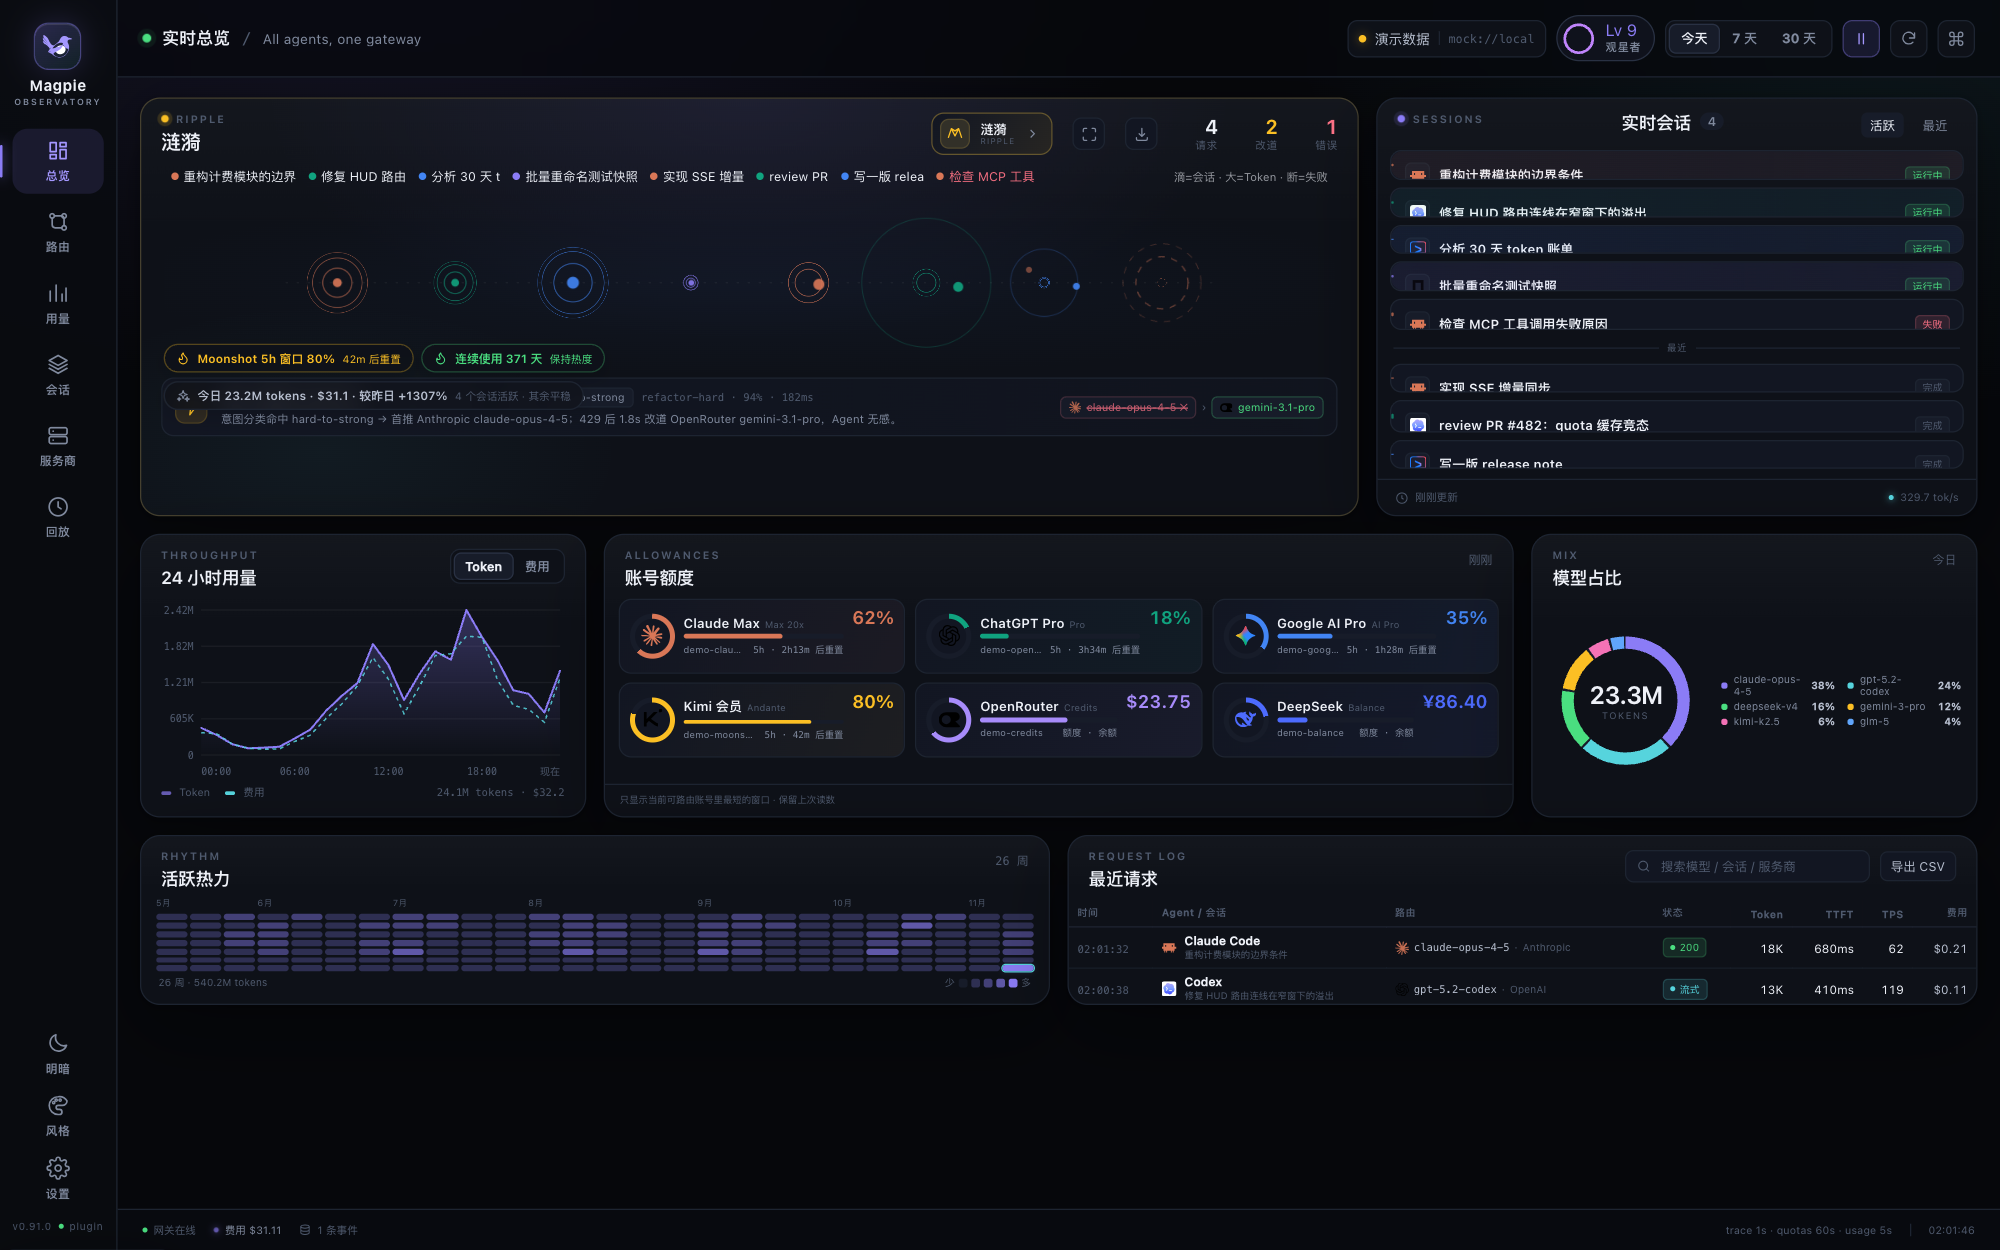 Magpie
OBSERVATORY
总览
路由
用量
会话
服务商
回放
明暗
风格
设置
v0.91.0 plugin
实时总览 / All agents, one gateway
演示数据 mock://local
Lv 9
观星者
今天 7 天 30 天
RIPPLE
涟漪
涟漪
RIPPLE
4 请求
2 改道
1 错误
重构计费模块的边界 修复 HUD 路由 分析 30 天 t 批量重命名测试快照 实现 SSE 增量 review PR 写一版 relea 检查 MCP 工具
滴=会话 · 大=Token · 断=失败
Moonshot 5h 窗口 80% 42m 后重置
连续使用 371 天 保持热度
今日 23.2M tokens · $31.1 · 较昨日 +1307% 4 个会话活跃 · 其余平稳
-strong refactor-hard · 94% · 182ms
意图分类命中 hard-to-strong → 首推 Anthropic claude-opus-4-5；429 后 1.8s 改道 OpenRouter gemini-3.1-pro，Agent 无感。
claude-opus-4-5 ✕ › gemini-3.1-pro
SESSIONS
实时会话 4
活跃 最近
重构计费模块的边界条件 运行中
修复 HUD 路由连线在窄窗下的溢出 运行中
分析 30 天 token 账单 运行中
批量重命名测试快照 运行中
检查 MCP 工具调用失败原因 失败
最近
实现 SSE 增量同步 完成
review PR #482：quota 缓存竞态 完成
写一版 release note 完成
刚刚更新 329.7 tok/s
THROUGHPUT
24 小时用量
Token 费用
2.42M
1.82M
1.21M
605K
0
00:00 06:00 12:00 18:00 现在
Token 费用 24.1M tokens · $32.2
ALLOWANCES
账号额度
刚刚
Claude Max Max 20x 62%
demo-clau… 5h · 2h13m 后重置
ChatGPT Pro Pro 18%
demo-open… 5h · 3h34m 后重置
Google AI Pro AI Pro 35%
demo-goog… 5h · 1h28m 后重置
Kimi 会员 Andante 80%
demo-moons… 5h · 42m 后重置
OpenRouter Credits $23.75
demo-credits 额度 · 余额
DeepSeek Balance ¥86.40
demo-balance 额度 · 余额
只显示当前可路由账号里最短的窗口 · 保留上次读数
MIX
模型占比
今日
23.3M
TOKENS
claude-opus-4-5 38%
gpt-5.2-codex 24%
deepseek-v4 16%
gemini-3-pro 12%
kimi-k2.5 6%
glm-5 4%
RHYTHM
活跃热力
26 周
5月 6月 7月 8月 9月 10月 11月
26 周 · 540.2M tokens
少 多
REQUEST LOG
最近请求
搜索模型 / 会话 / 服务商
导出 CSV
时间 Agent / 会话 路由 状态 Token TTFT TPS 费用
02:01:32 Claude Code claude-opus-4-5 · Anthropic 200 18K 680ms 62 $0.21
重构计费模块的边界条件
02:00:38 Codex gpt-5.2-codex · OpenAI 流式 13K 410ms 119 $0.11
修复 HUD 路由连线在窄窗下的溢出
网关在线 费用 $31.11 1 条事件
trace 1s · quotas 60s · usage 5s 02:01:46